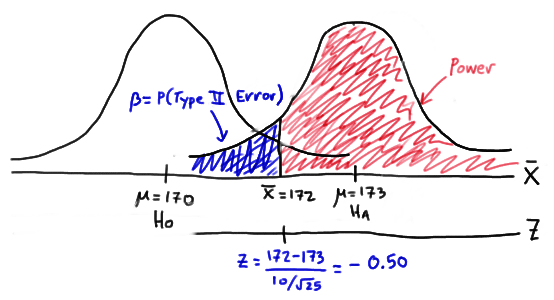 Power
β = P(Type II Error)
X̄
μ=170
H₀
X̄=172
μ=173
Hₐ
Z
Z = (172-173)/(10/√25) = - 0.50